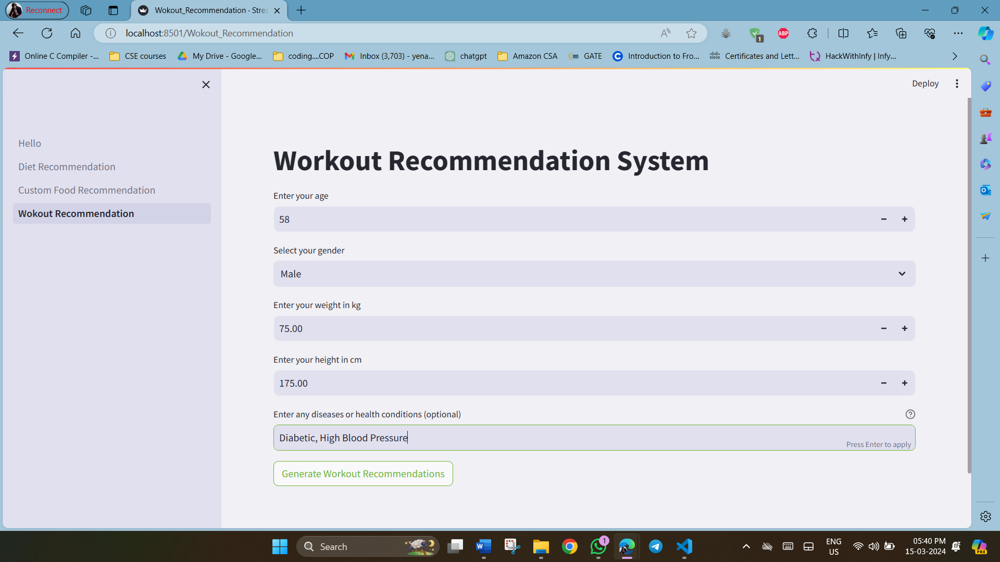 Reconnect
Wokout_Recommendation · Strea
localhost:8501/Wokout_Recommendation
1
ABP
Online C Compiler -...
CSE courses
My Drive - Google...
coding....COP
Inbox (3,703) - yena...
chatgpt
Amazon CSA
GATE
Introduction to Fro...
Certificates and Lett...
HackWithInfy | Infy...
Deploy
Hello
Diet Recommendation
Custom Food Recommendation
Wokout Recommendation
Workout Recommendation System
Enter your age
58
Select your gender
Male
Enter your weight in kg
75.00
Enter your height in cm
175.00
Enter any diseases or health conditions (optional)
Diabetic, High Blood Pressure
Press Enter to apply
Generate Workout Recommendations
Search
1
ENG
US
05:40 PM
15-03-2024
PRE